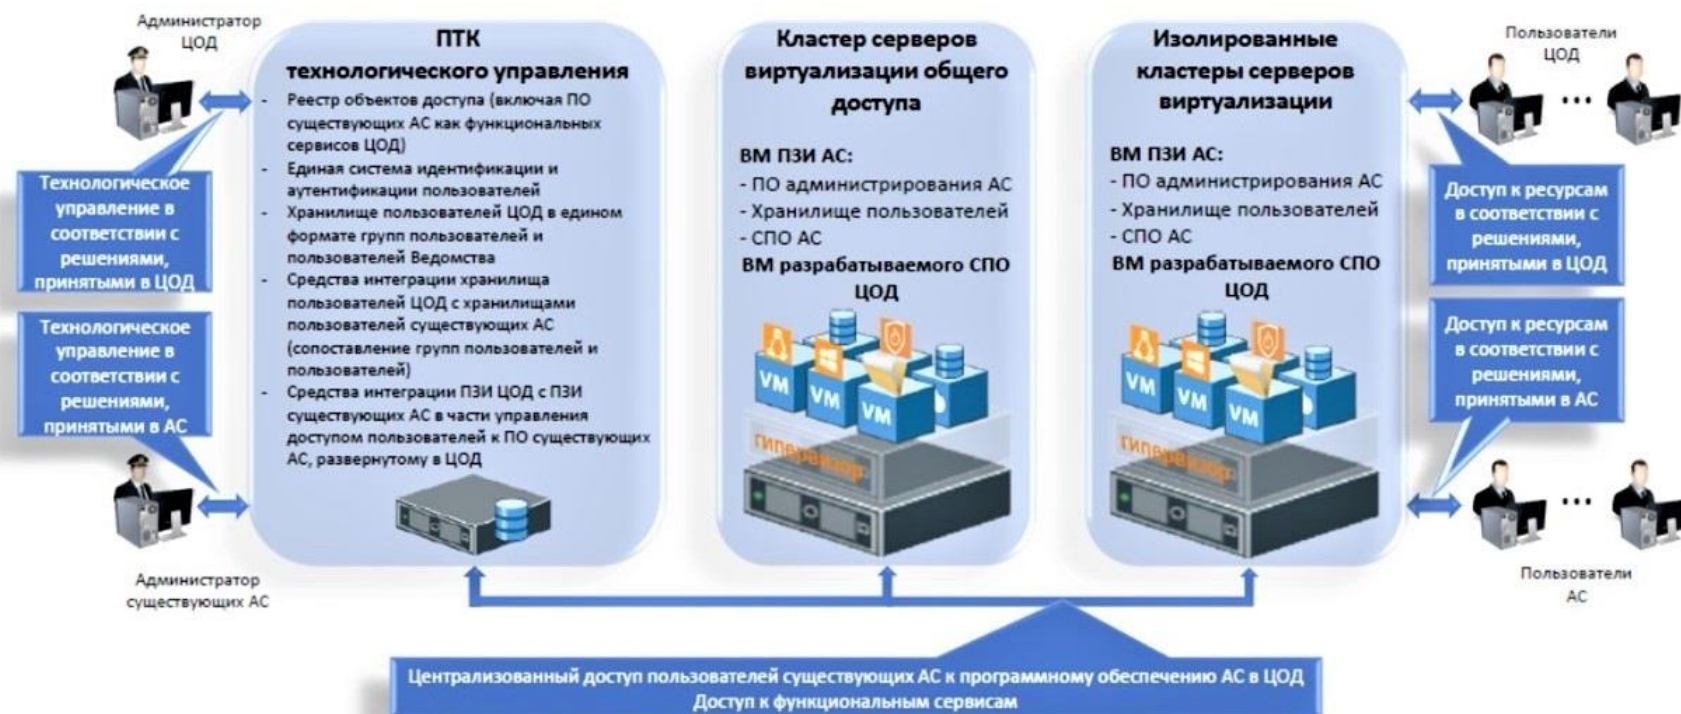 Администратор
ЦОД
Технологическое
управление в
соответствии с
решениями,
принятыми в ЦОД
Технологическое
управление в
соответствии с
решениями,
принятыми в АС
Администратор
существующих АС
ПТК
технологического управления
- Реестр объектов доступа (включая ПО
существующих АС как функциональных
сервисов ЦОД)
- Единая система идентификации и
аутентификации пользователей
- Хранилище пользователей ЦОД в едином
формате групп пользователей и
пользователей Ведомства
- Средства интеграции хранилища
пользователей ЦОД с хранилищами
пользователей существующих АС
(сопоставление групп пользователей и
пользователей)
- Средства интеграции ПЗИ ЦОД с ПЗИ
существующих АС в части управления
доступом пользователей к ПО существующих
АС, развернутому в ЦОД
Кластер серверов
виртуализации общего
доступа
ВМ ПЗИ АС:
- ПО администрирования АС
- Хранилище пользователей
- СПО АС
ВМ разрабатываемого СПО
ЦОД
VM
VM
VM
гипервизор
Изолированные
кластеры серверов
виртуализации
ВМ ПЗИ АС:
- ПО администрирования АС
- Хранилище пользователей
- СПО АС
ВМ разрабатываемого СПО
ЦОД
VM
VM
VM
гипервизор
Пользователи
ЦОД
...
Доступ к ресурсам
в соответствии с
решениями,
принятыми в ЦОД
Доступ к ресурсам
в соответствии с
решениями,
принятыми в АС
...
Пользователи
АС
Централизованный доступ пользователей существующих АС к программному обеспечению АС в ЦОД
Доступ к функциональным сервисам